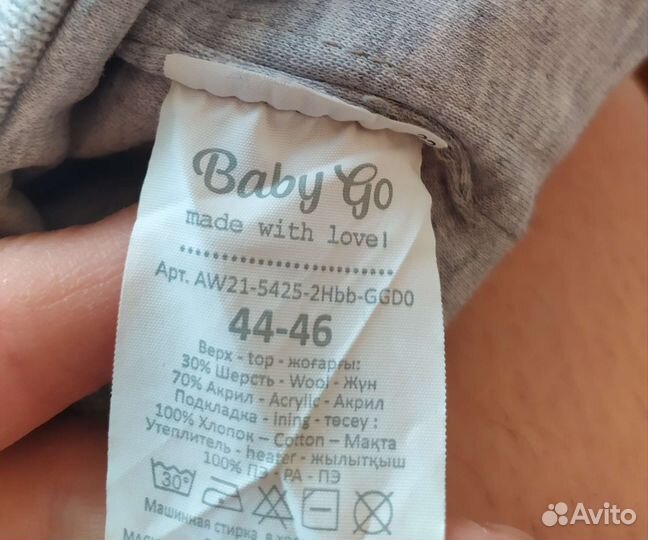 Baby Go
made with love!
Арт. AW21-5425-2Hbb-GGD0
44-46
Верх - top - жоғарғы:
30% Шерсть - Wool - Жүн
70% Акрил - Acrylic - Акрил
Подкладка - ining - төсеу :
100% Хлопок – Cotton – Мақта
Утеплитель - heater - жылытқыш
100% ПЭ - PA - ПЭ
30°
Машинная стирка в
Avito